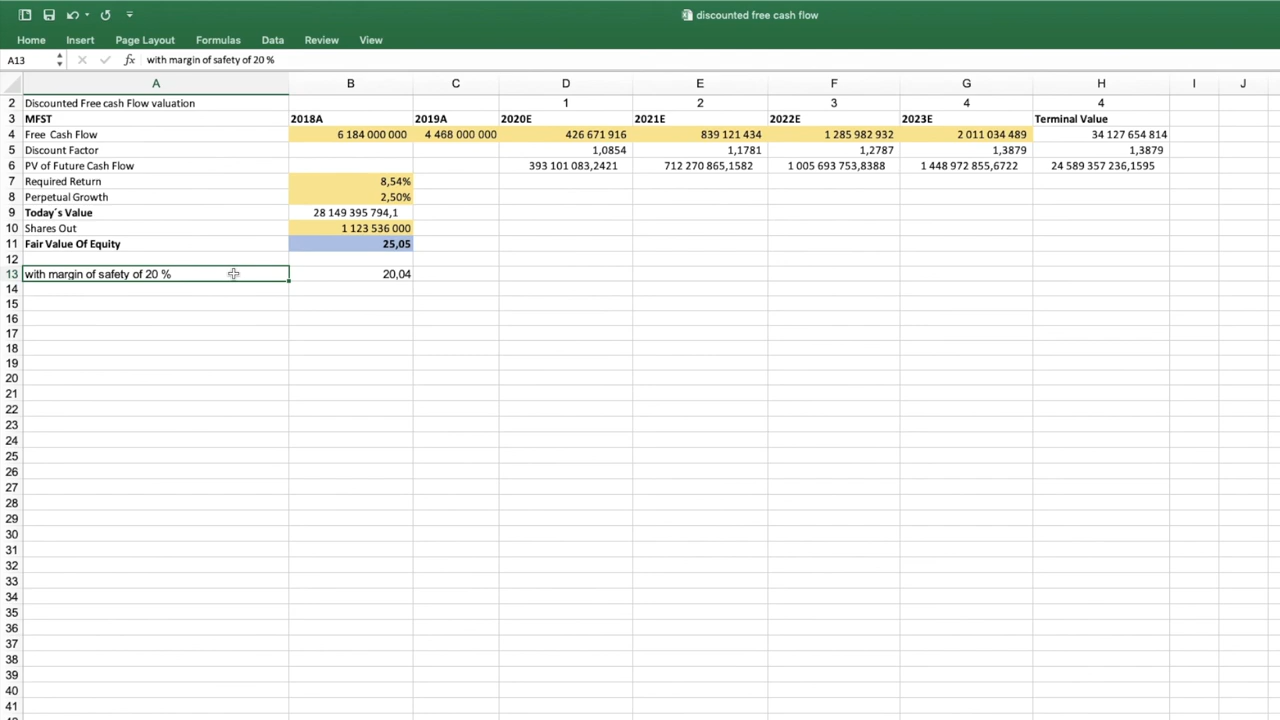 discounted free cash flow
Home Insert Page Layout Formulas Data Review View
A13 fx with margin of safety of 20 %
A B C D E F G H I J
2 Discounted Free cash Flow valuation 1 2 3 4 4
3 MFST 2018A 2019A 2020E 2021E 2022E 2023E Terminal Value
4 Free Cash Flow 6 184 000 000 4 468 000 000 426 671 916 839 121 434 1 285 982 932 2 011 034 489 34 127 654 814
5 Discount Factor 1,0854 1,1781 1,2787 1,3879 1,3879
6 PV of Future Cash Flow 393 101 083,2421 712 270 865,1582 1 005 693 753,8388 1 448 972 855,6722 24 589 357 236,1595
7 Required Return 8,54%
8 Perpetual Growth 2,50%
9 Today´s Value 28 149 395 794,1
10 Shares Out 1 123 536 000
11 Fair Value Of Equity 25,05
12
13 with margin of safety of 20 % 20,04
14
15
16
17
18
19
20
21
22
23
24
25
26
27
28
29
30
31
32
33
34
35
36
37
38
39
40
41